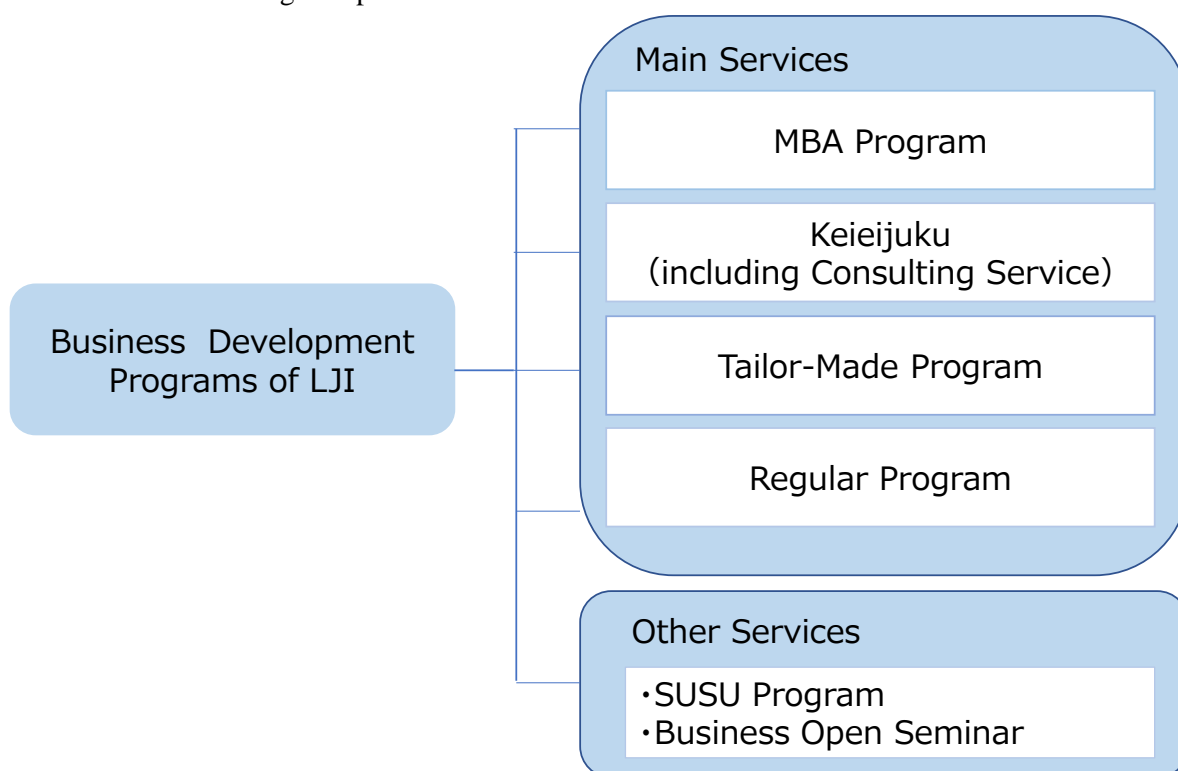 Main Services
MBA Program
Keieijuku
（including Consulting Service）
Business Development
Programs of LJI
Tailor-Made Program
Regular Program
Other Services
・SUSU Program
・Business Open Seminar